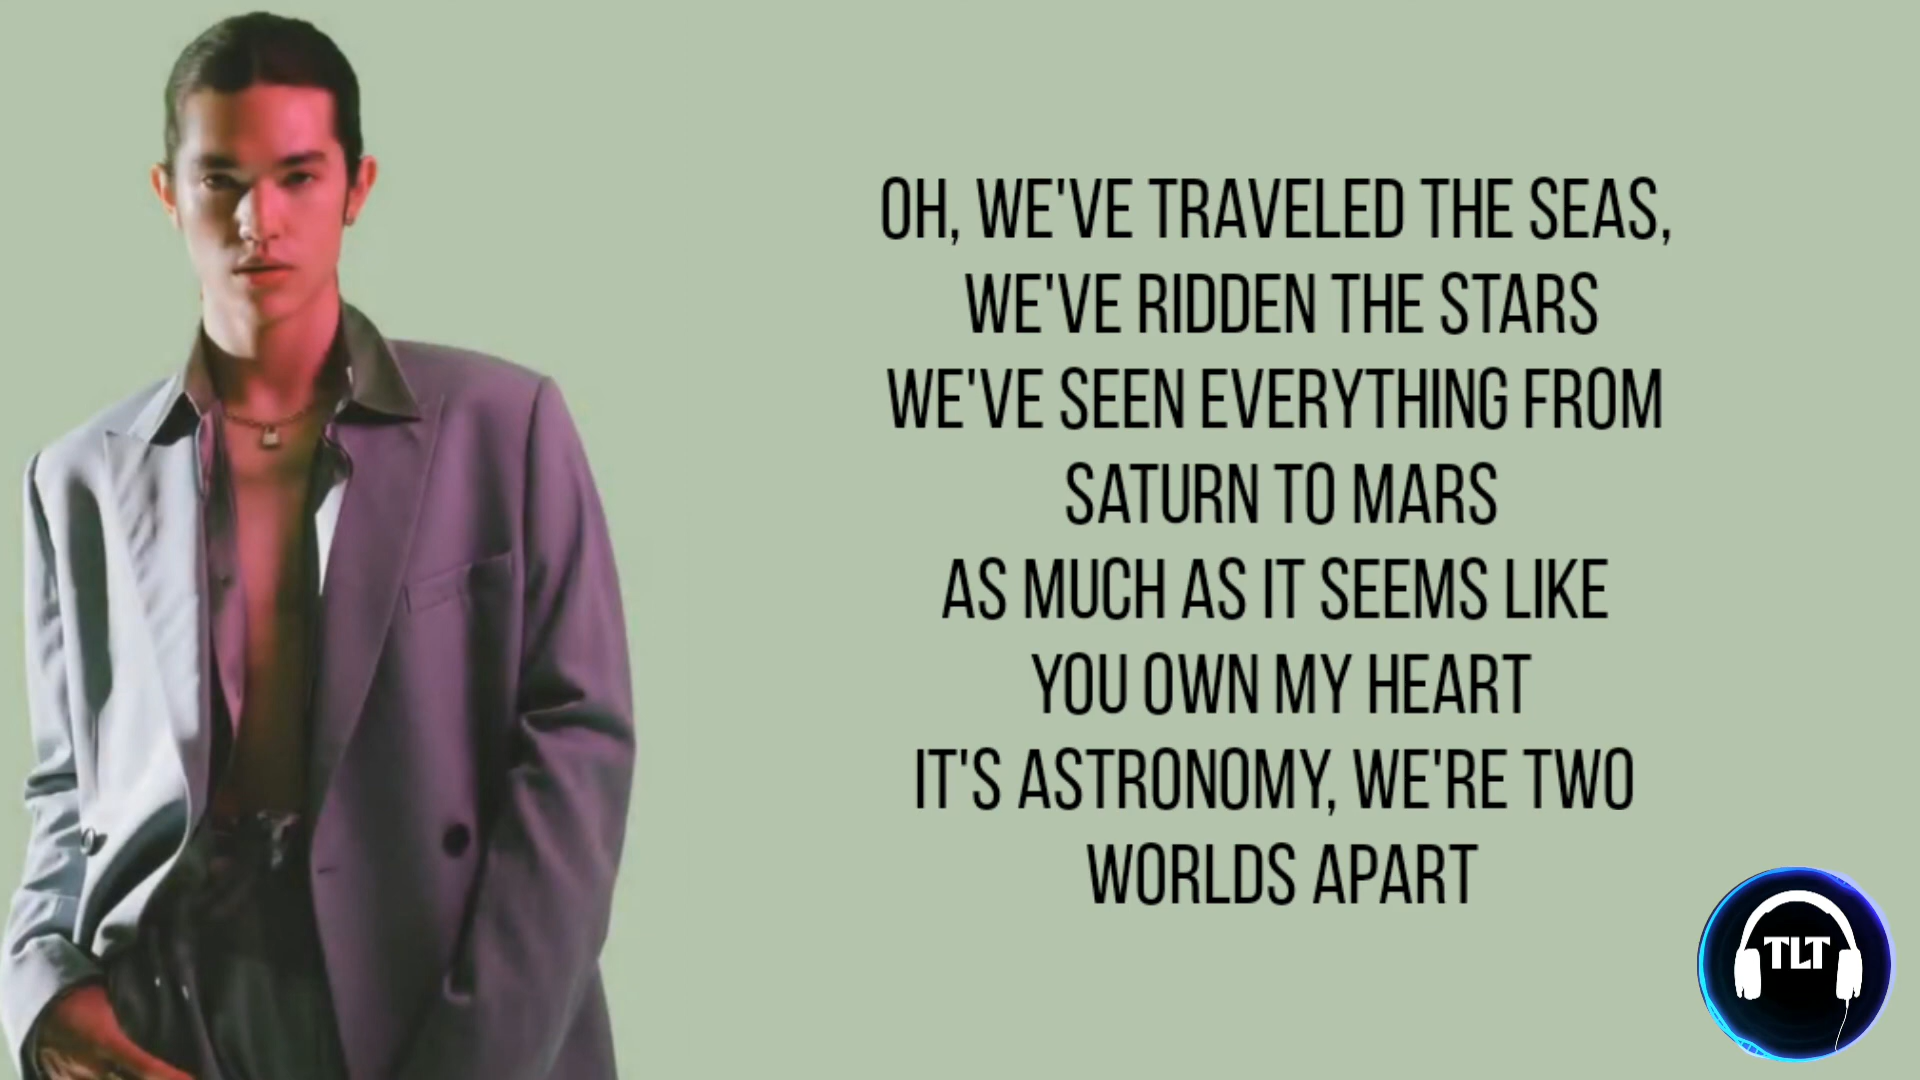 OH, WE'VE TRAVELED THE SEAS,
WE'VE RIDDEN THE STARS
WE'VE SEEN EVERYTHING FROM
SATURN TO MARS
AS MUCH AS IT SEEMS LIKE
YOU OWN MY HEART
IT'S ASTRONOMY, WE'RE TWO
WORLDS APART
TLT